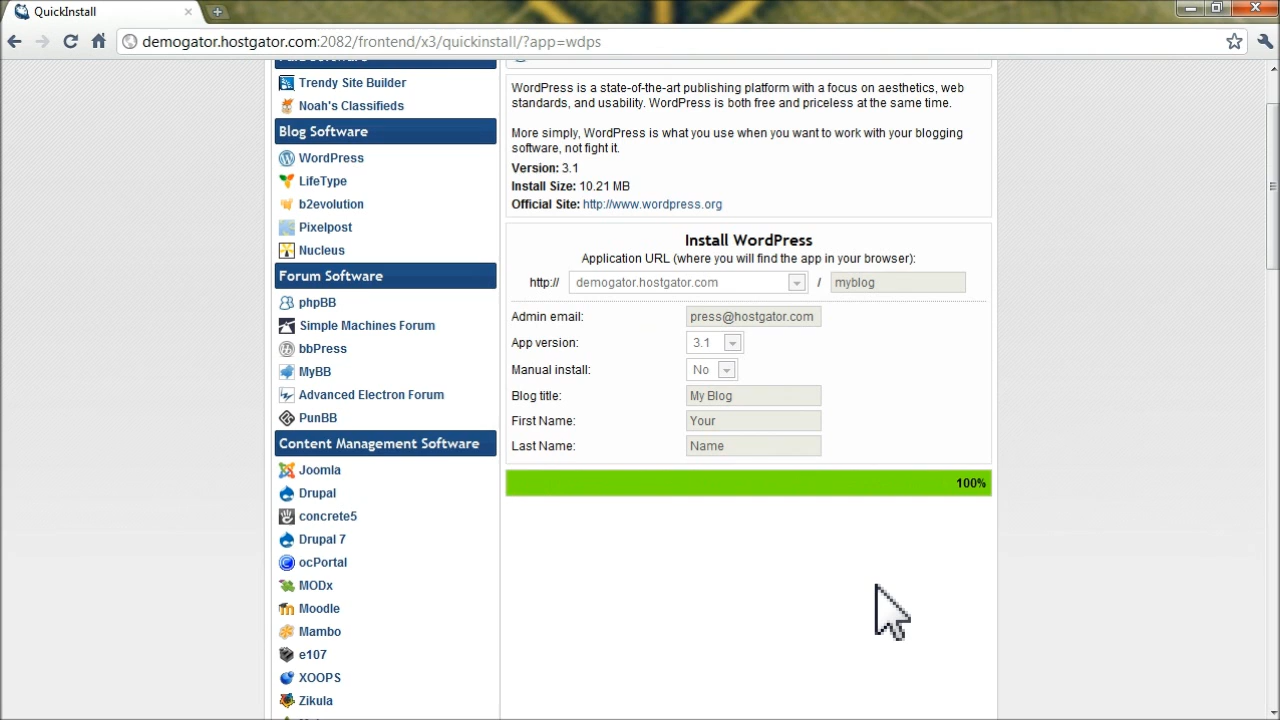 QuickInstall
demogator.hostgator.com:2082/frontend/x3/quickinstall/?app=wdps
Trendy Site Builder
Noah's Classifieds
Blog Software
WordPress
LifeType
b2evolution
Pixelpost
Nucleus
Forum Software
phpBB
Simple Machines Forum
bbPress
MyBB
Advanced Electron Forum
PunBB
Content Management Software
Joomla
Drupal
concrete5
Drupal 7
ocPortal
MODx
Moodle
Mambo
e107
XOOPS
Zikula
WordPress is a state-of-the-art publishing platform with a focus on aesthetics, web
standards, and usability. WordPress is both free and priceless at the same time.
More simply, WordPress is what you use when you want to work with your blogging
software, not fight it.
Version: 3.1
Install Size: 10.21 MB
Official Site: http://www.wordpress.org
Install WordPress
Application URL (where you will find the app in your browser):
http:// demogator.hostgator.com / myblog
Admin email: press@hostgator.com
App version: 3.1
Manual install: No
Blog title: My Blog
First Name: Your
Last Name: Name
100%